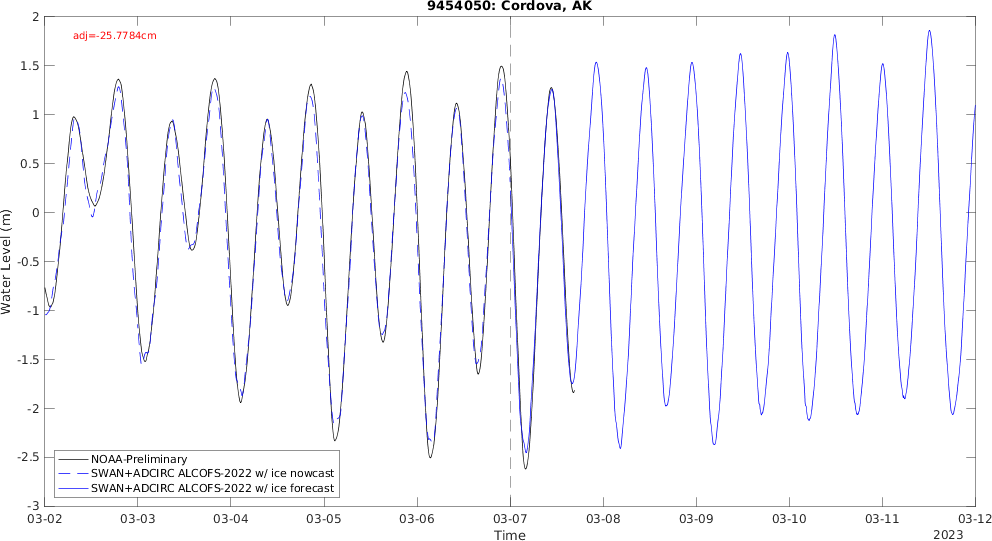 9454050: Cordova, AK
adj=-25.7784cm
2
1.5
1
0.5
0
-0.5
-1
-1.5
-2
-2.5
-3
Water Level (m)
NOAA-Preliminary
SWAN+ADCIRC ALCOFS-2022 w/ ice nowcast
SWAN+ADCIRC ALCOFS-2022 w/ ice forecast
03-02 03-03 03-04 03-05 03-06 03-07 03-08 03-09 03-10 03-11 03-12
Time
2023